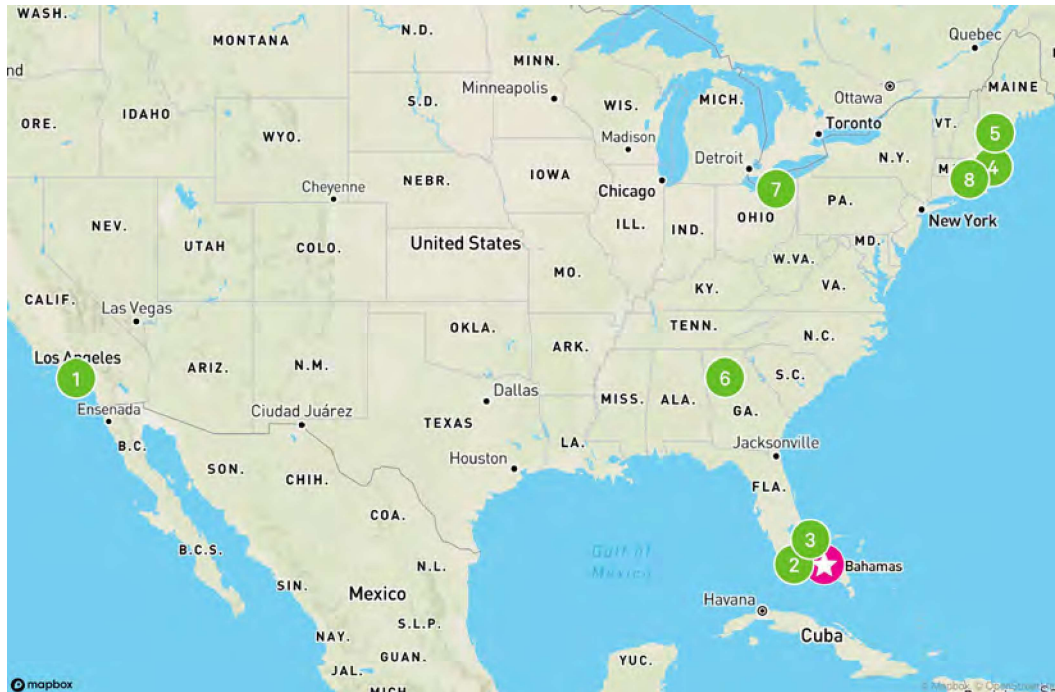 WASH.
MONTANA
N.D.
MINN.
Quebec
nd
Minneapolis
Ottawa
MAINE
IDAHO
S.D.
WIS.
MICH.
ORE.
WYO.
Madison
Toronto
VT.
5
Detroit
N.Y.
4
Cheyenne
NEBR.
IOWA
Chicago
7
8
PA.
OHIO
New York
NEV.
UTAH
COLO.
United States
ILL.
IND.
MD.
W.VA.
MO.
KY.
VA.
CALIF.
Las Vegas
OKLA.
TENN.
N.C.
Los Angeles
ARK.
1
ARIZ.
N.M.
6
S.C.
Dallas
MISS.
ALA.
GA.
Ensenada
Ciudad Juárez
TEXAS
B.C.
LA.
Jacksonville
SON.
Houston
CHIH.
FLA.
COA.
3
B.C.S.
Gulf of
Mexico
2
Bahamas
N.L.
SIN.
Mexico
Havana
S.L.P.
Cuba
NAY.
GUAN.
YUC.
JAL.
mapbox
© Mapbox, © OpenStreetMap